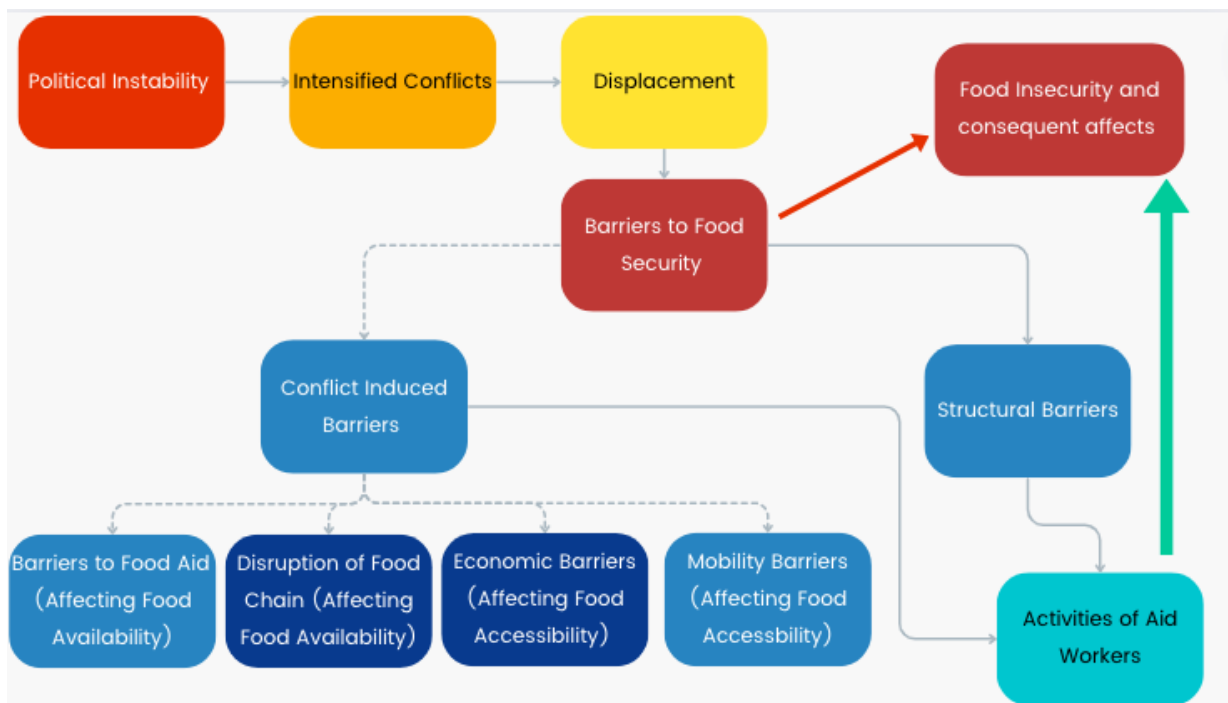 Political Instability
Intensified Conflicts
Displacement
Food Insecurity and
consequent affects
Barriers to Food
Security
Conflict Induced
Barriers
Structural Barriers
Barriers to Food Aid
(Affecting Food
Availability)
Disruption of Food
Chain (Affecting
Food Availability)
Economic Barriers
(Affecting Food
Accessibility)
Mobility Barriers
(Affecting Food
Accessbility)
Activities of Aid
Workers